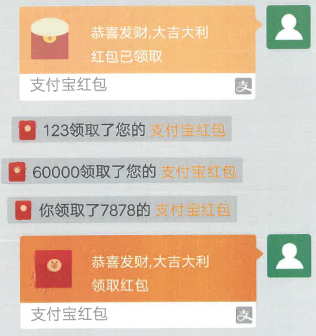 恭喜发财,大吉大利
红包已领取
支付宝红包
支
123领取了您的 支付宝红包
60000领取了您的 支付宝红包
你领取了7878的 支付宝红包
恭喜发财,大吉大利
领取红包
支付宝红包
支